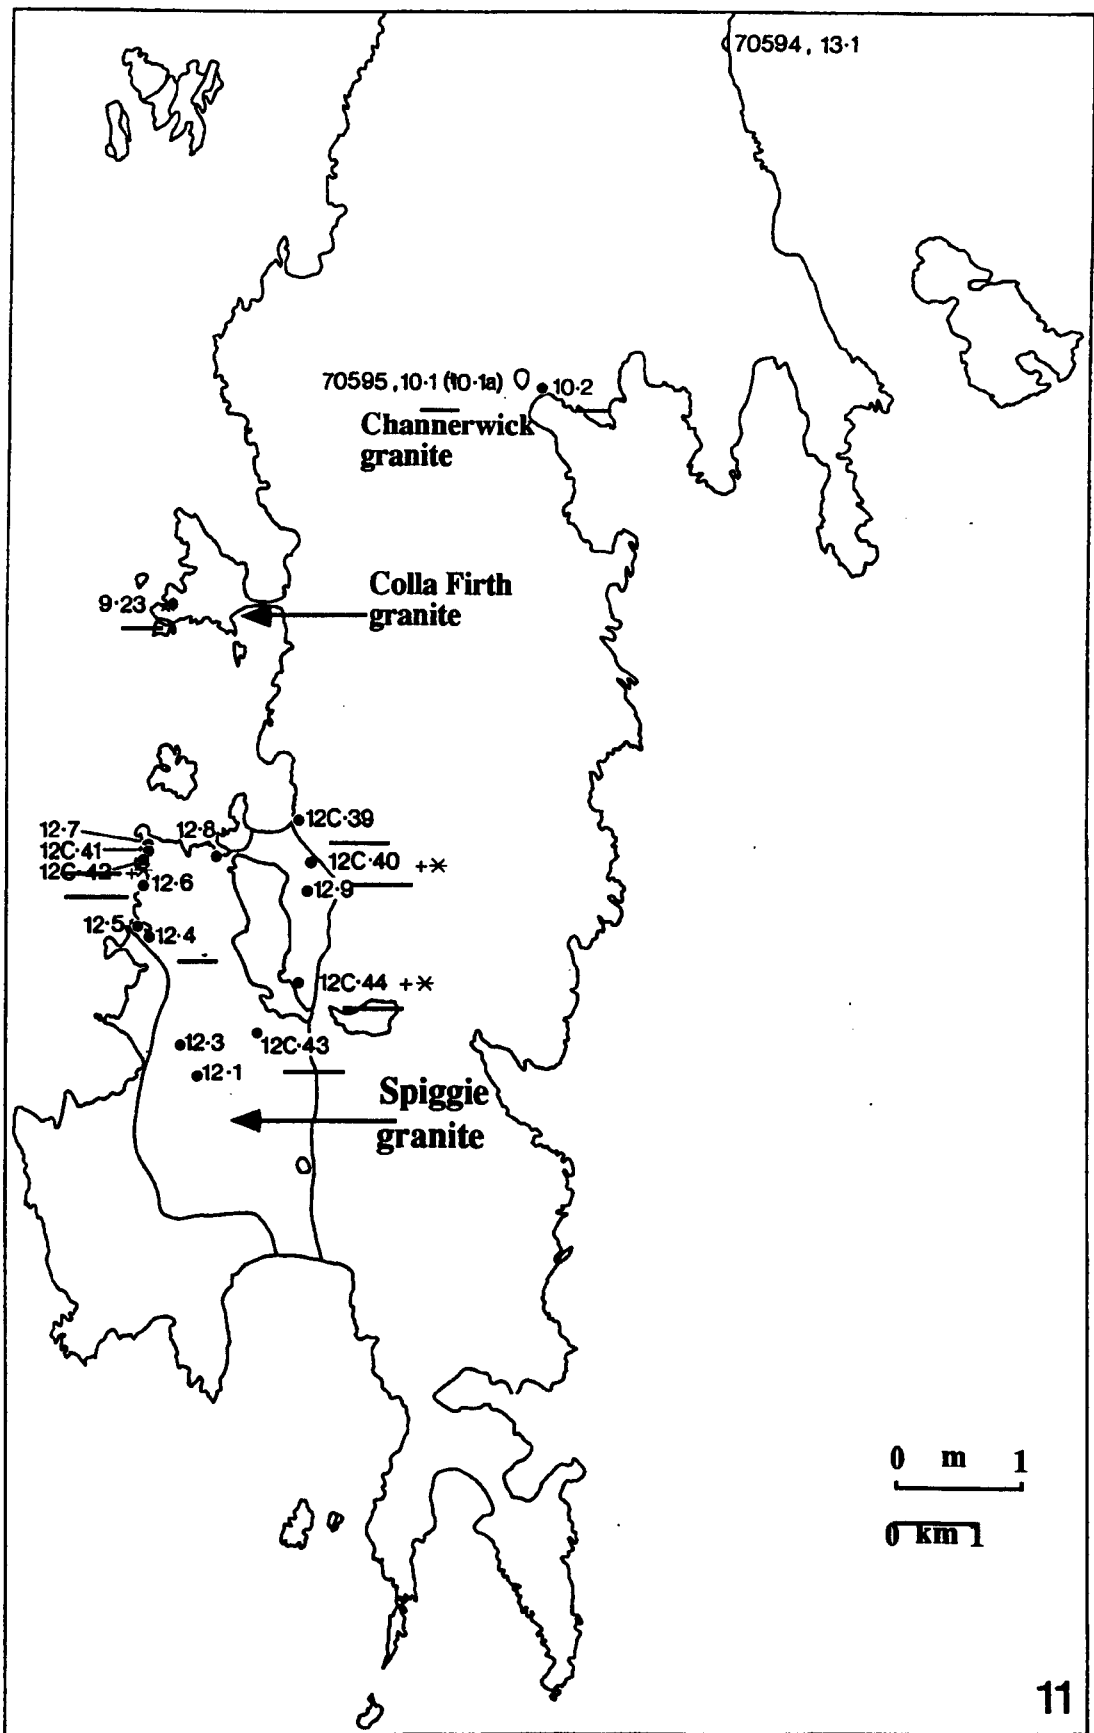 70594, 13·1
70595, 10·1 (10·1a)
10·2
Channerwick
granite
Colla Firth
granite
9·23 *
12C·39
12·7
12·8
12C·41
12C·40 +*
12C·42 +*
12·6
12·9
12·5
12·4
12C·44 +*
12·3
12C·43
12·1
Spiggie
granite
0 m 1
0 km 1
11